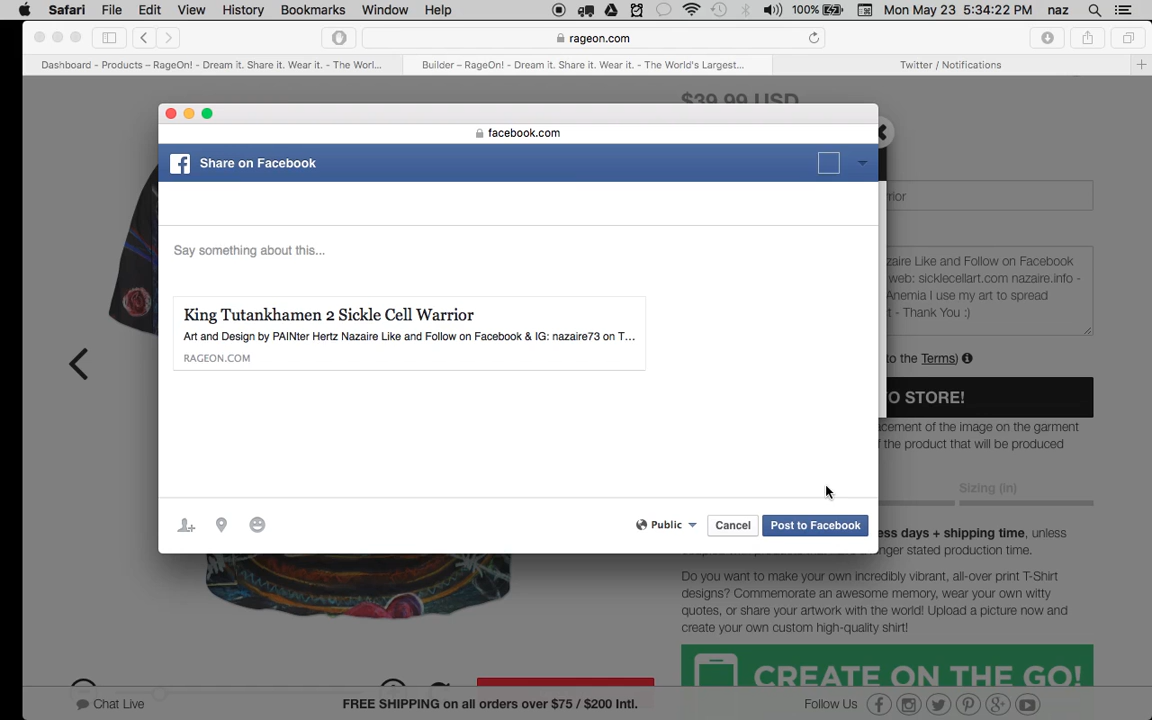 Safari File Edit View History Bookmarks Window Help 100% Mon May 23 5:34:22 PM naz
rageon.com
Dashboard - Products – RageOn! - Dream it. Share it. Wear it. - The Worl... Builder – RageOn! - Dream it. Share it. Wear it. - The World's Largest... Twitter / Notifications
$39.99 USD
facebook.com
Share on Facebook
Say something about this...
King Tutankhamen 2 Sickle Cell Warrior
Art and Design by PAINter Hertz Nazaire Like and Follow on Facebook & IG: nazaire73 on T...
RAGEON.COM
Public Cancel Post to Facebook
rior
zaire Like and Follow on Facebook
web: sicklecellart.com nazaire.info -
Anemia I use my art to spread
t - Thank You :)
to the Terms)
O STORE!
acement of the image on the garment
f the product that will be produced
Sizing (in)
ess days + shipping time, unless
nger stated production time.
Do you want to make your own incredibly vibrant, all-over print T-Shirt
designs? Commemorate an awesome memory, wear your own witty
quotes, or share your artwork with the world! Upload a picture now and
create your own custom high-quality shirt!
CREATE ON THE GO!
Chat Live FREE SHIPPING on all orders over $75 / $200 Intl. Follow Us